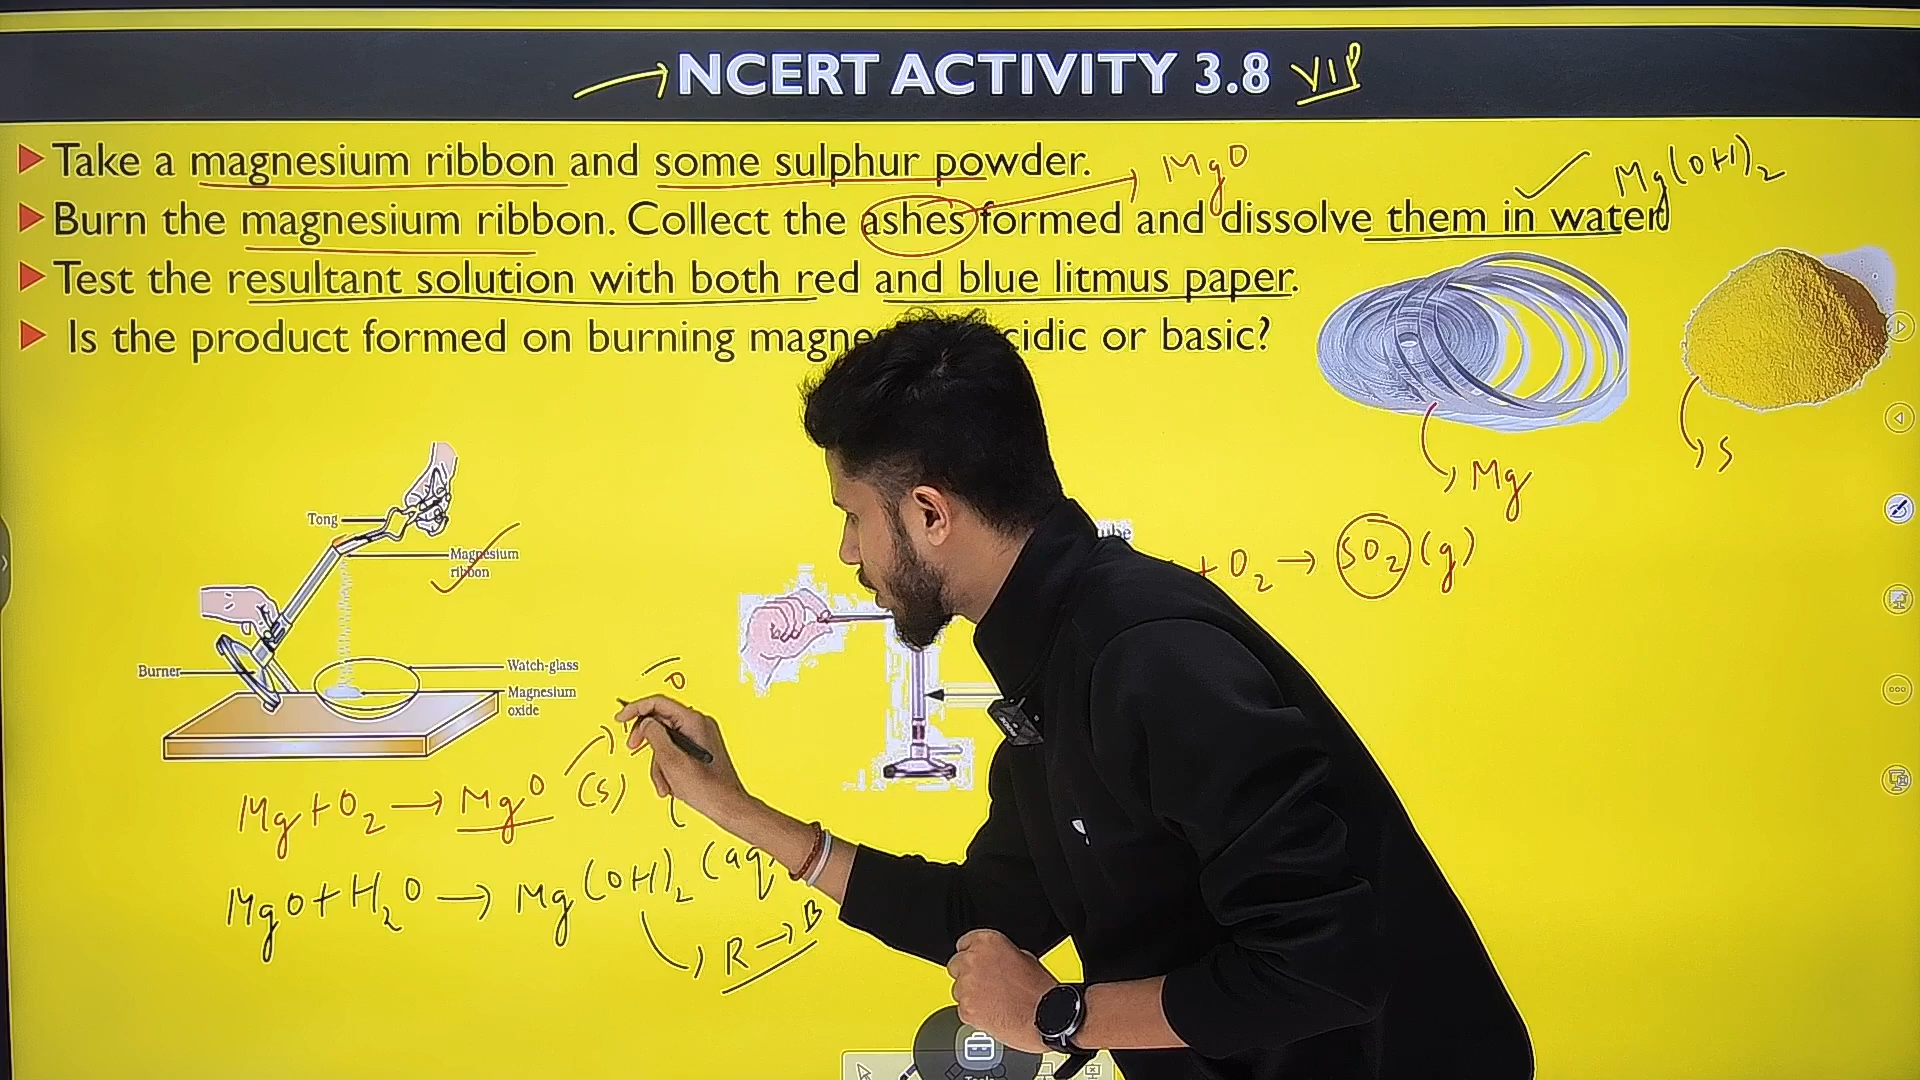 NCERT ACTIVITY 3.8 VIP
Take a magnesium ribbon and some sulphur powder.
MgO
Mg(OH)2
Burn the magnesium ribbon. Collect the ashes formed and dissolve them in water
Test the resultant solution with both red and blue litmus paper.
Is the product formed on burning magne cidic or basic?
Mg
S
Tong
Magnesium
ribbon
+O2 → SO2 (g)
Burner
Watch-glass
Magnesium
oxide
Mg+O2 → MgO (s)
MgO+H2O → Mg(OH)2 (aq
R → B